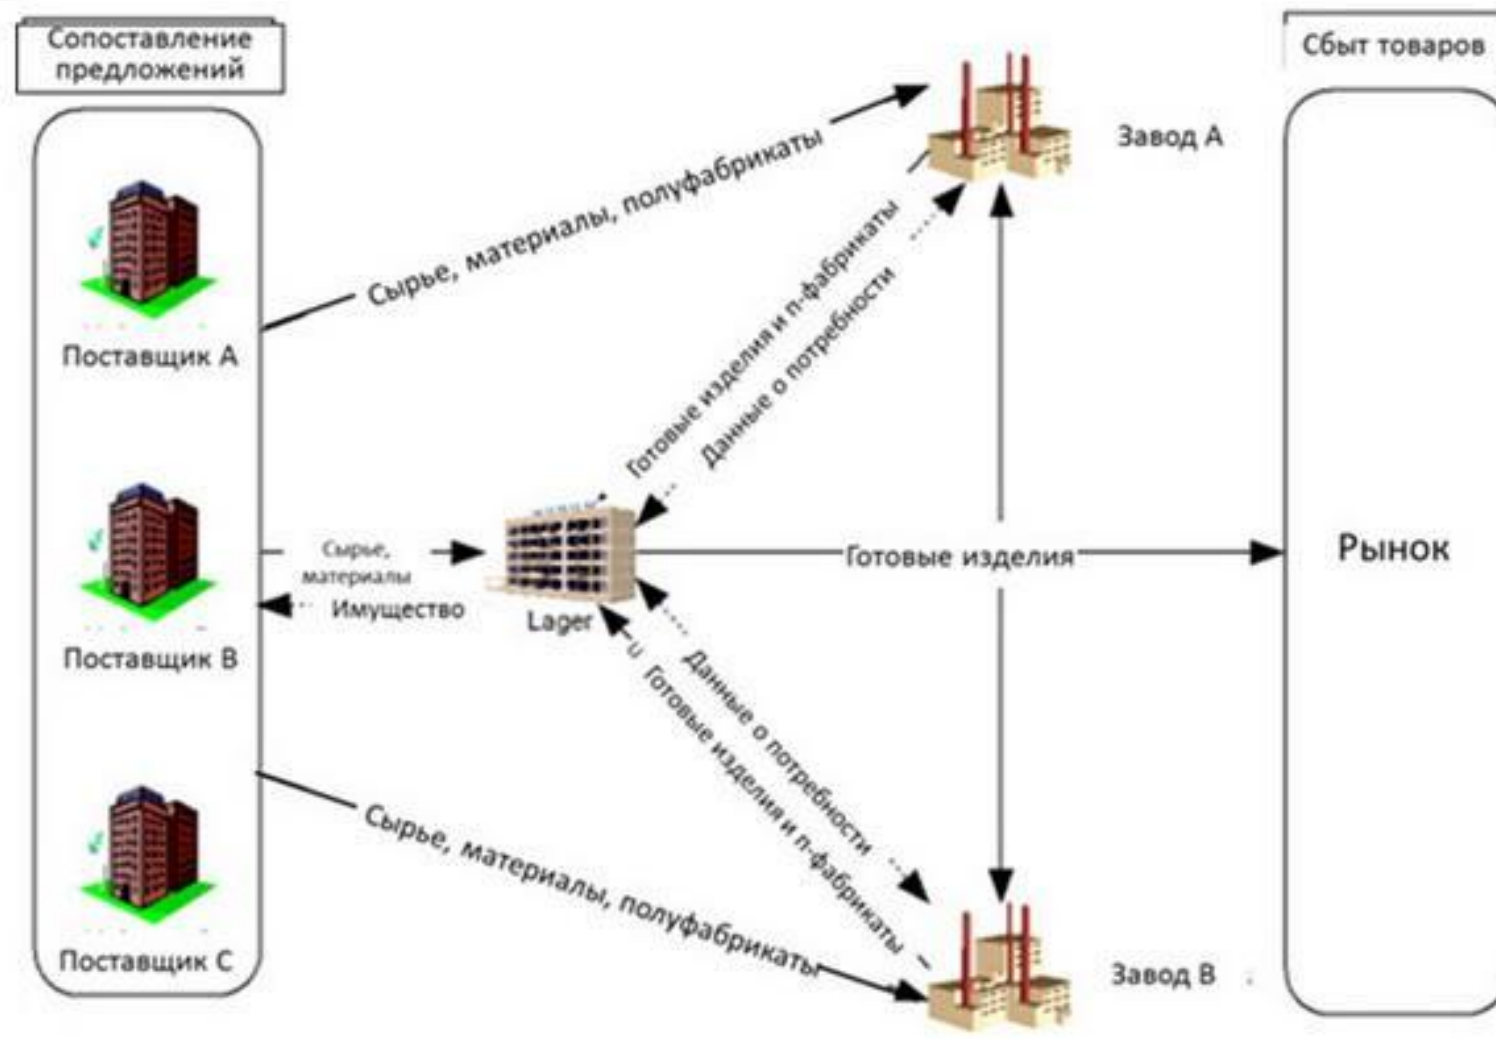 Сопоставление
предложений
Сбыт товаров
Завод А
Сырье, материалы, полуфабрикаты
Готовые изделия и п-фабрикаты
Данные о потребности
Поставщик А
Сырье,
материалы
Имущество
Lager
Готовые изделия
Рынок
Поставщик В
Данные о потребности
Готовые изделия и п-фабрикаты
Сырье, материалы, полуфабрикаты
Поставщик С
Завод В